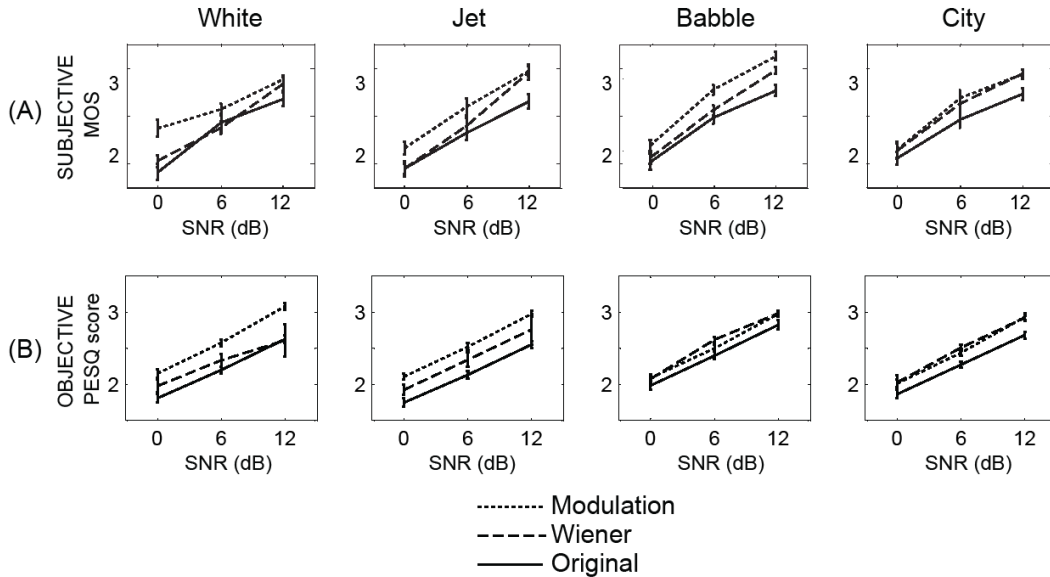 White Jet Babble City
(A)
SUBJECTIVE
MOS
3 3 3 3
2 2 2 2
0 6 12 0 6 12 0 6 12 0 6 12
SNR (dB) SNR (dB) SNR (dB) SNR (dB)
(B)
OBJECTIVE
PESQ score
3 3 3 3
2 2 2 2
0 6 12 0 6 12 0 6 12 0 6 12
SNR (dB) SNR (dB) SNR (dB) SNR (dB)
Modulation
Wiener
Original